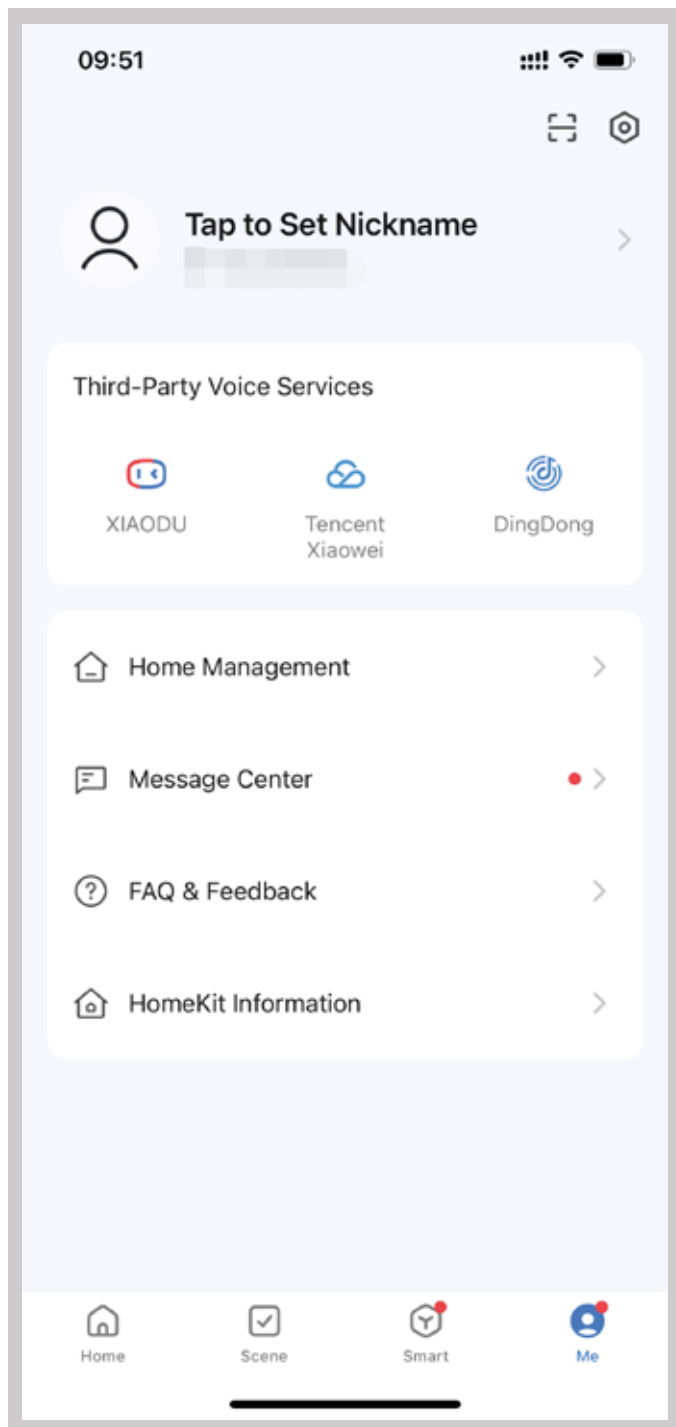 09:51
Tap to Set Nickname
Third-Party Voice Services
XIAODU
Tencent
Xiaowei
DingDong
Home Management
Message Center
FAQ & Feedback
HomeKit Information
Home
Scene
Smart
Me